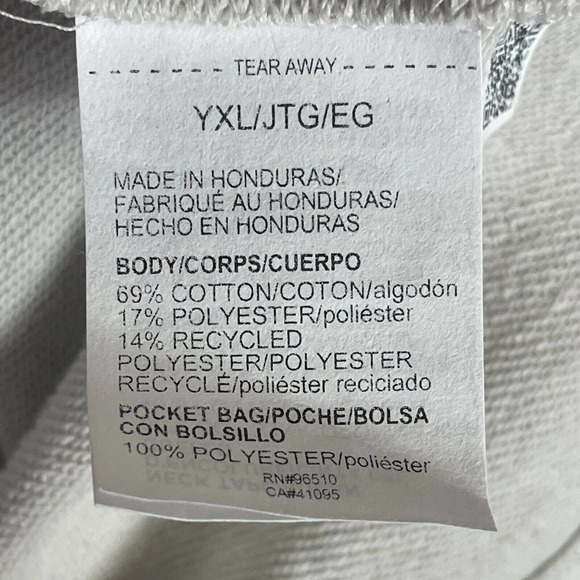 TEAR AWAY
YXL/JTG/EG
MADE IN HONDURAS/
FABRIQUÉ AU HONDURAS/
HECHO EN HONDURAS
BODY/CORPS/CUERPO
69% COTTON/COTON/algodón
17% POLYESTER/poliéster
14% RECYCLED
POLYESTER/POLYESTER
RECYCLÉ/poliéster reciclado
POCKET BAG/POCHE/BOLSA
CON BOLSILLO
100% POLYESTER/poliéster
RN#96510
CA#41095